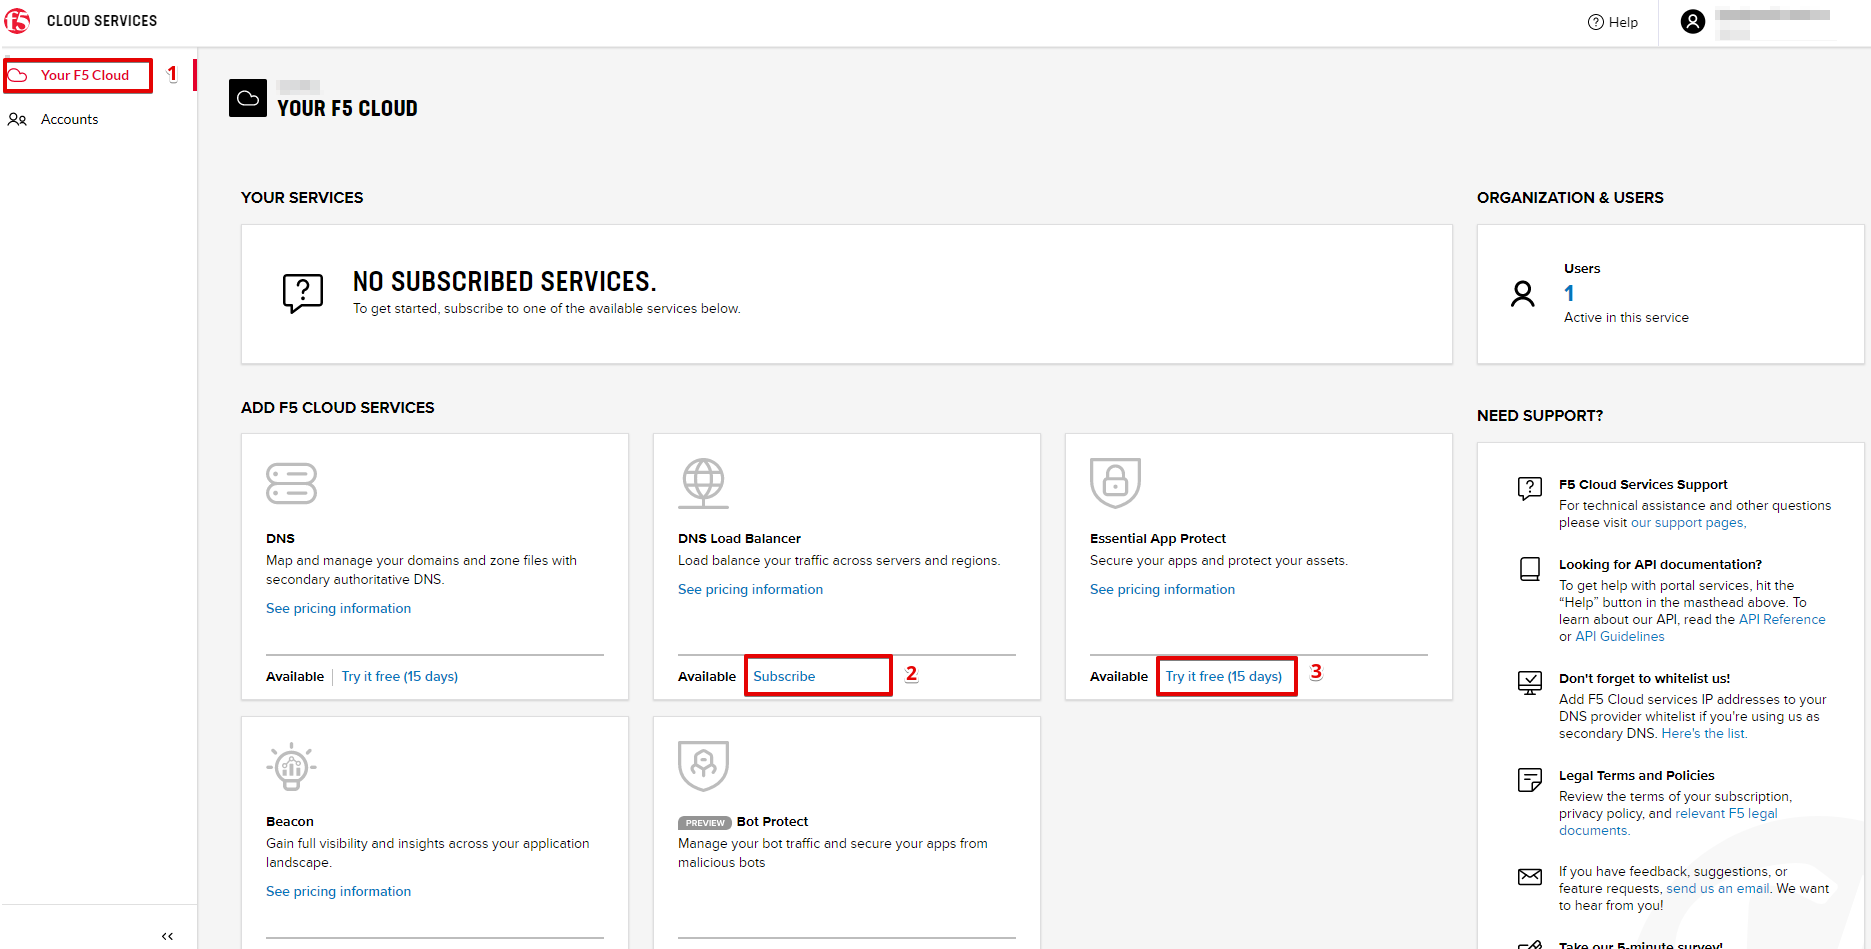 f5 CLOUD SERVICES
Help
Your F5 Cloud
1
Accounts
YOUR F5 CLOUD
YOUR SERVICES
NO SUBSCRIBED SERVICES.
To get started, subscribe to one of the available services below.
ORGANIZATION & USERS
Users
1
Active in this service
ADD F5 CLOUD SERVICES
DNS
Map and manage your domains and zone files with
secondary authoritative DNS.
See pricing information
Available
Try it free (15 days)
DNS Load Balancer
Load balance your traffic across servers and regions.
See pricing information
Available
Subscribe
2
Essential App Protect
Secure your apps and protect your assets.
See pricing information
Available
Try it free (15 days)
3
Beacon
Gain full visibility and insights across your application
landscape.
See pricing information
PREVIEW Bot Protect
Manage your bot traffic and secure your apps from
malicious bots
NEED SUPPORT?
F5 Cloud Services Support
For technical assistance and other questions
please visit our support pages,
Looking for API documentation?
To get help with portal services, hit the
“Help” button in the masthead above. To
learn about our API, read the API Reference
or API Guidelines
Don't forget to whitelist us!
Add F5 Cloud services IP addresses to your
DNS provider whitelist if you're using us as
secondary DNS. Here's the list.
Legal Terms and Policies
Review the terms of your subscription,
privacy policy, and relevant F5 legal
documents.
If you have feedback, suggestions, or
feature requests, send us an email. We want
to hear from you!
Take our 5-minute survey!
<<